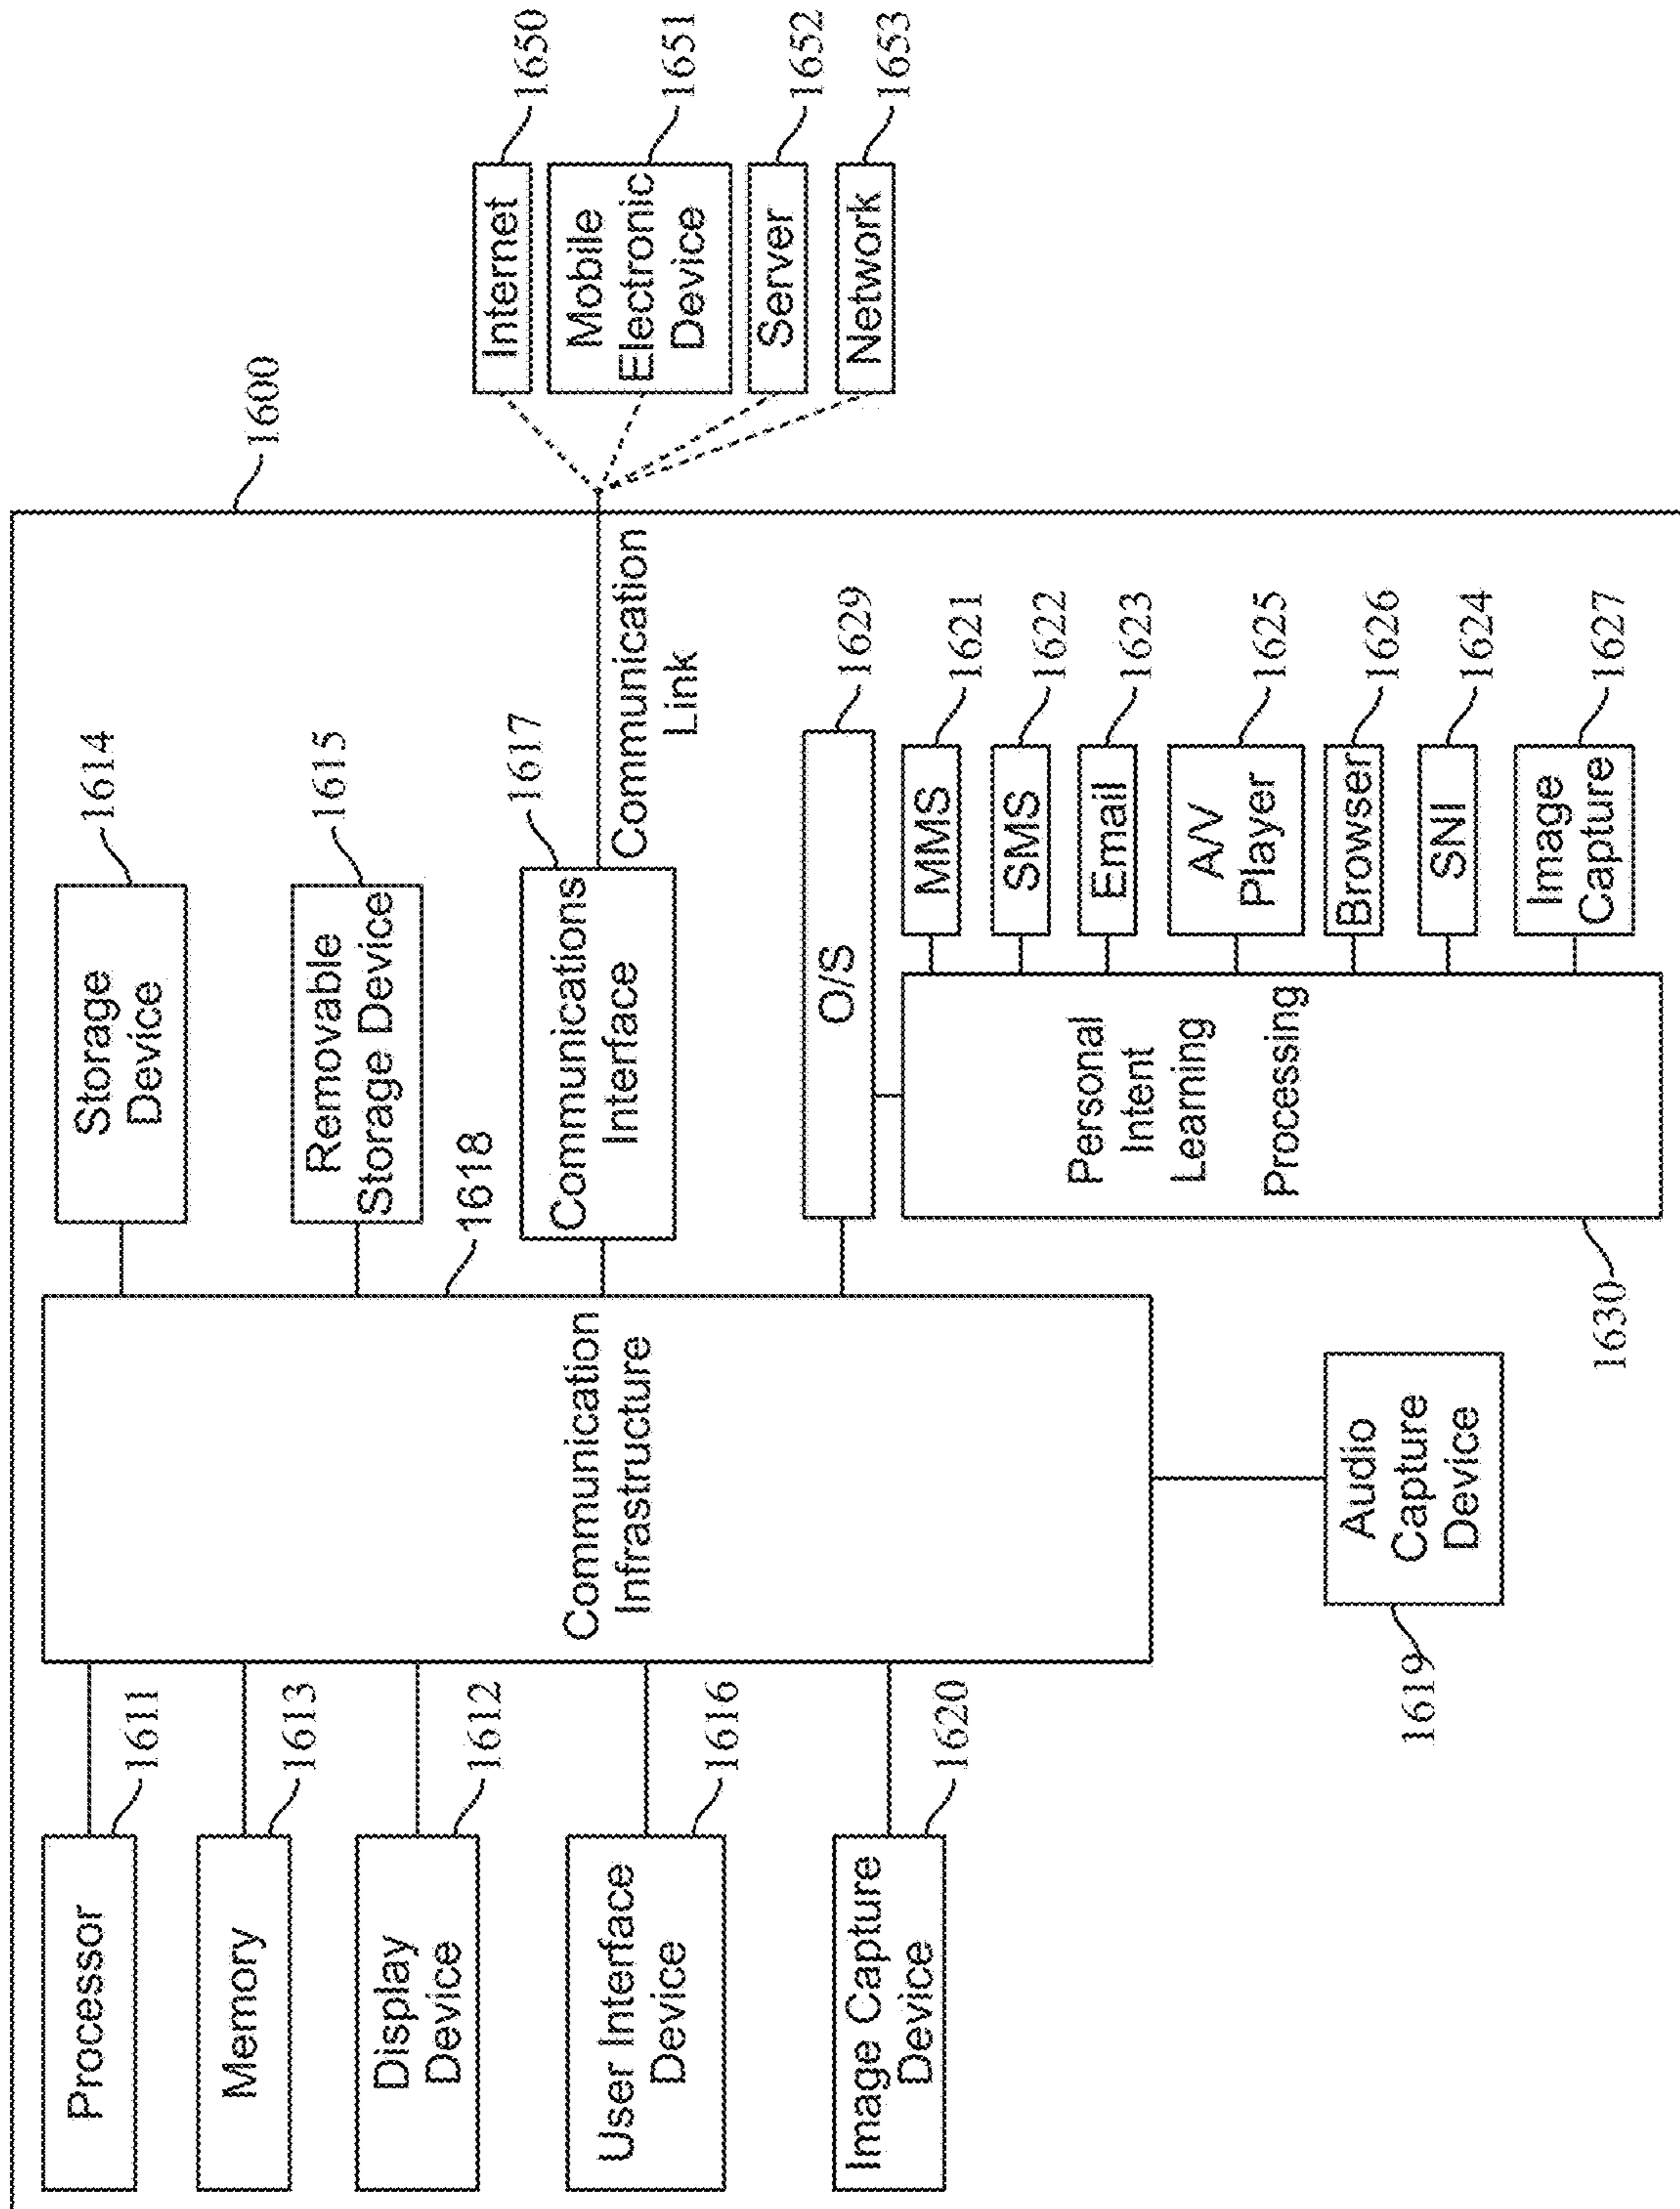 1600
Processor
1611
Memory
1613
Display
Device
1612
User Interface
Device
1616
Image Capture
Device
1620
Communication
Infrastructure
1618
Audio
Capture
Device
1619
Storage
Device
1614
Removable
Storage Device
1615
Communications
Interface
1617
Communication
Link
O/S
1629
Personal
Intent
Learning
Processing
1630
MMS
1621
SMS
1622
Email
1623
A/V
Player
1625
Browser
1626
SNI
1624
Image
Capture
1627
Internet
1650
Mobile
Electronic
Device
1651
Server
1652
Network
1653